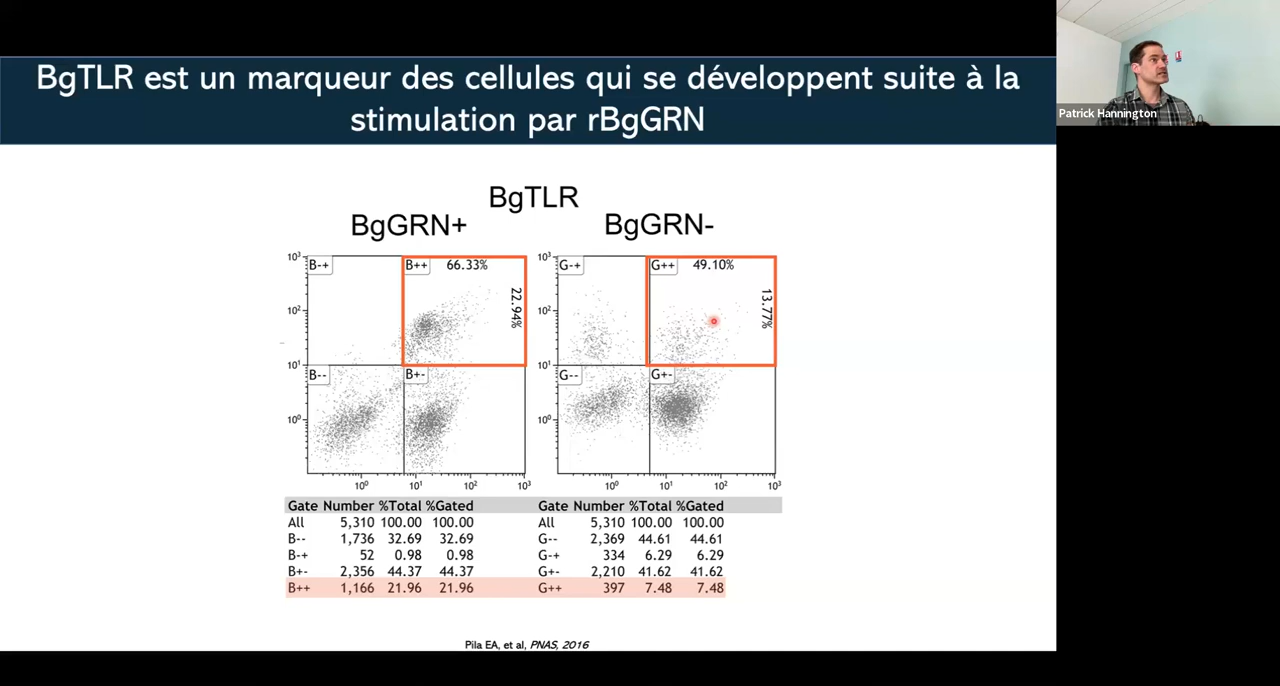 BgTLR est un marqueur des cellules qui se développent suite à la
stimulation par rBgGRN
Patrick Hannington
BgTLR
BgGRN+
BgGRN-
B-+
B++ 66.33%
22.94%
B--
B+-
10³
10²
10¹
10⁰
10⁰ 10¹ 10² 10³
G-+
G++ 49.10%
13.77%
G--
G+-
10³
10²
10¹
10⁰
10⁰ 10¹ 10² 10³
Gate Number %Total %Gated
All 5,310 100.00 100.00
B-- 1,736 32.69 32.69
B-+ 52 0.98 0.98
B+- 2,356 44.37 44.37
B++ 1,166 21.96 21.96
Gate Number %Total %Gated
All 5,310 100.00 100.00
G-- 2,369 44.61 44.61
G-+ 334 6.29 6.29
G+- 2,210 41.62 41.62
G++ 397 7.48 7.48
Pila EA, et al, PNAS, 2016